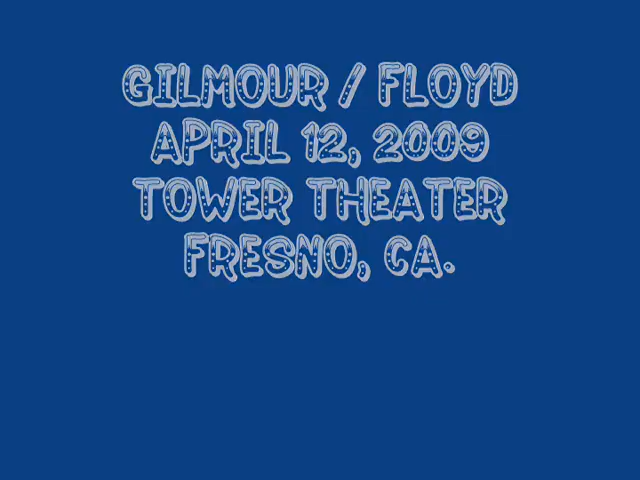 GILMOUR / FLOYD
APRIL 12, 2009
TOWER THEATER
FRESNO, CA.